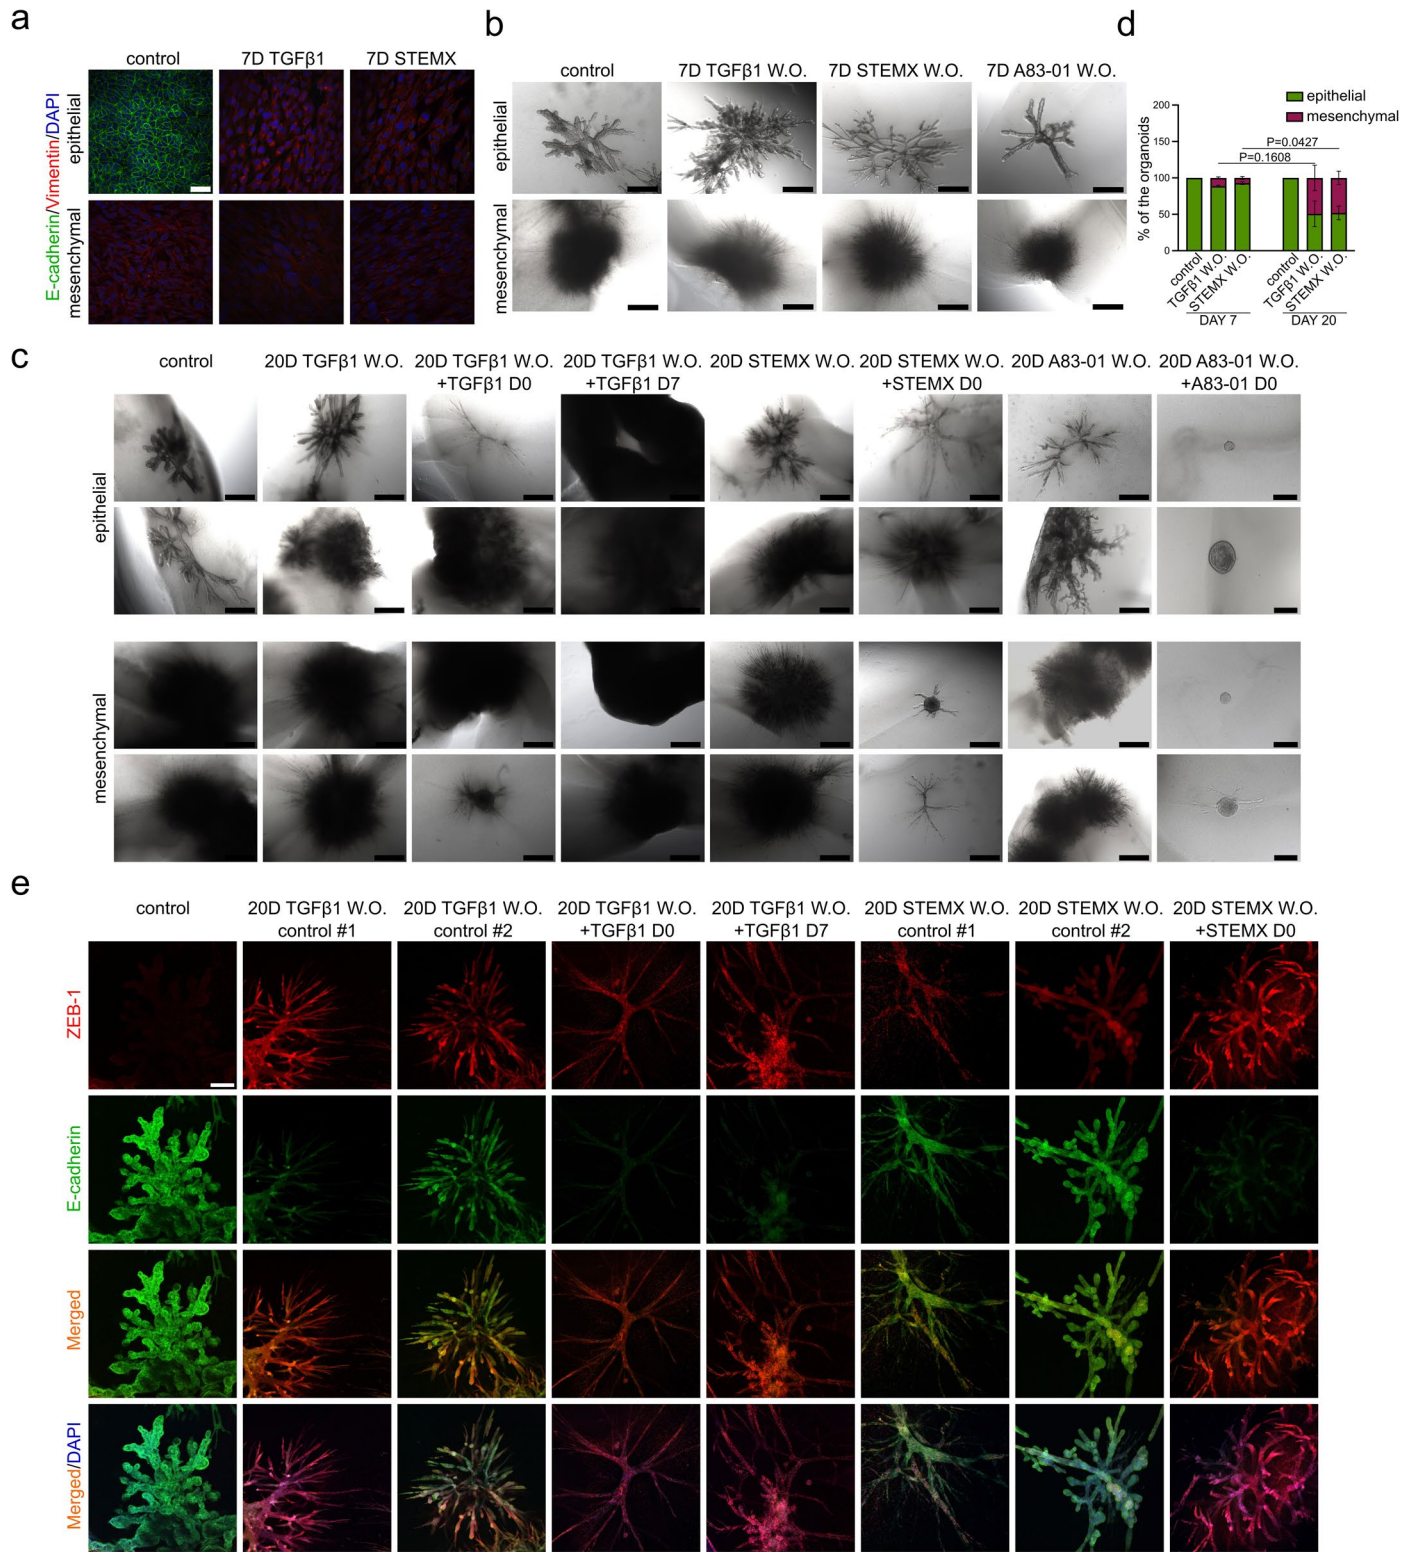 a
control
7D TGFβ1
7D STEMX
E-cadherin/Vimentin/DAPI
epithelial
mesenchymal
b
control
7D TGFβ1 W.O.
7D STEMX W.O.
7D A83-01 W.O.
epithelial
mesenchymal
d
epithelial
mesenchymal
% of the organoids
200
150
100
50
0
P=0.0427
P=0.1608
control
TGFβ1 W.O.
STEMX W.O.
control
TGFβ1 W.O.
STEMX W.O.
DAY 7
DAY 20
c
control
20D TGFβ1 W.O.
20D TGFβ1 W.O.
+TGFβ1 D0
20D TGFβ1 W.O.
+TGFβ1 D7
20D STEMX W.O.
20D STEMX W.O.
+STEMX D0
20D A83-01 W.O.
20D A83-01 W.O.
+A83-01 D0
epithelial
mesenchymal
e
control
20D TGFβ1 W.O.
control #1
20D TGFβ1 W.O.
control #2
20D TGFβ1 W.O.
+TGFβ1 D0
20D TGFβ1 W.O.
+TGFβ1 D7
20D STEMX W.O.
control #1
20D STEMX W.O.
control #2
20D STEMX W.O.
+STEMX D0
ZEB-1
E-cadherin
Merged
Merged/DAPI